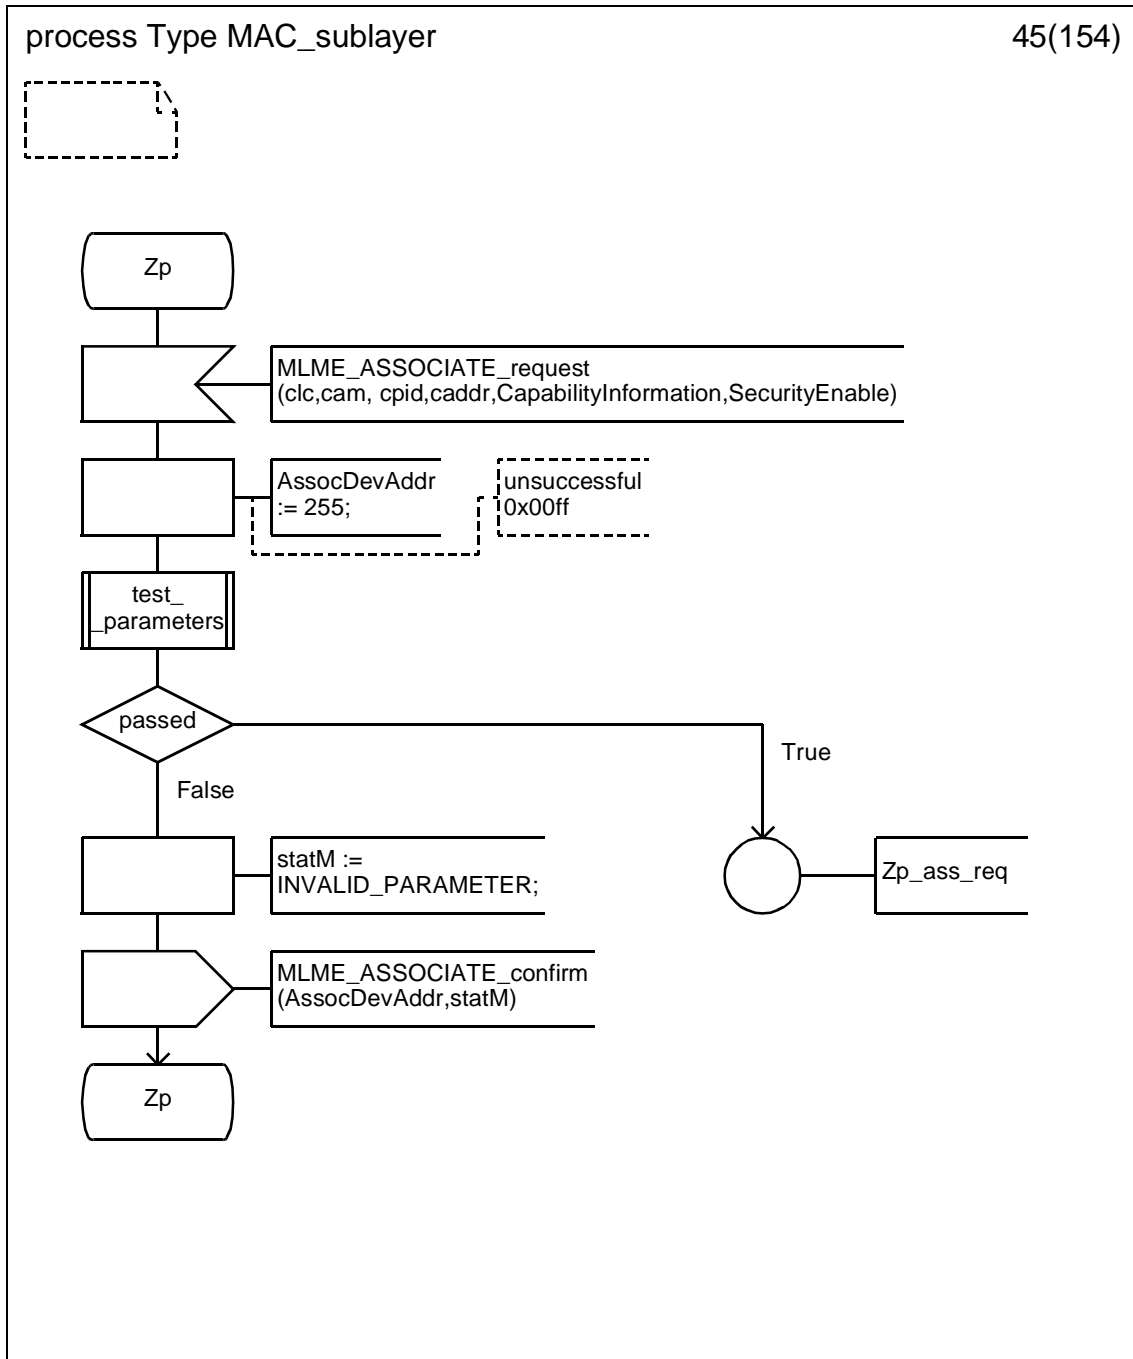 process Type MAC_sublayer
45(154)
Zp
MLME_ASSOCIATE_request
(clc,cam, cpid,caddr,CapabilityInformation,SecurityEnable)
AssocDevAddr
:= 255;
unsuccessful
0x00ff
test_
_parameters
passed
True
False
statM :=
INVALID_PARAMETER;
Zp_ass_req
MLME_ASSOCIATE_confirm
(AssocDevAddr,statM)
Zp